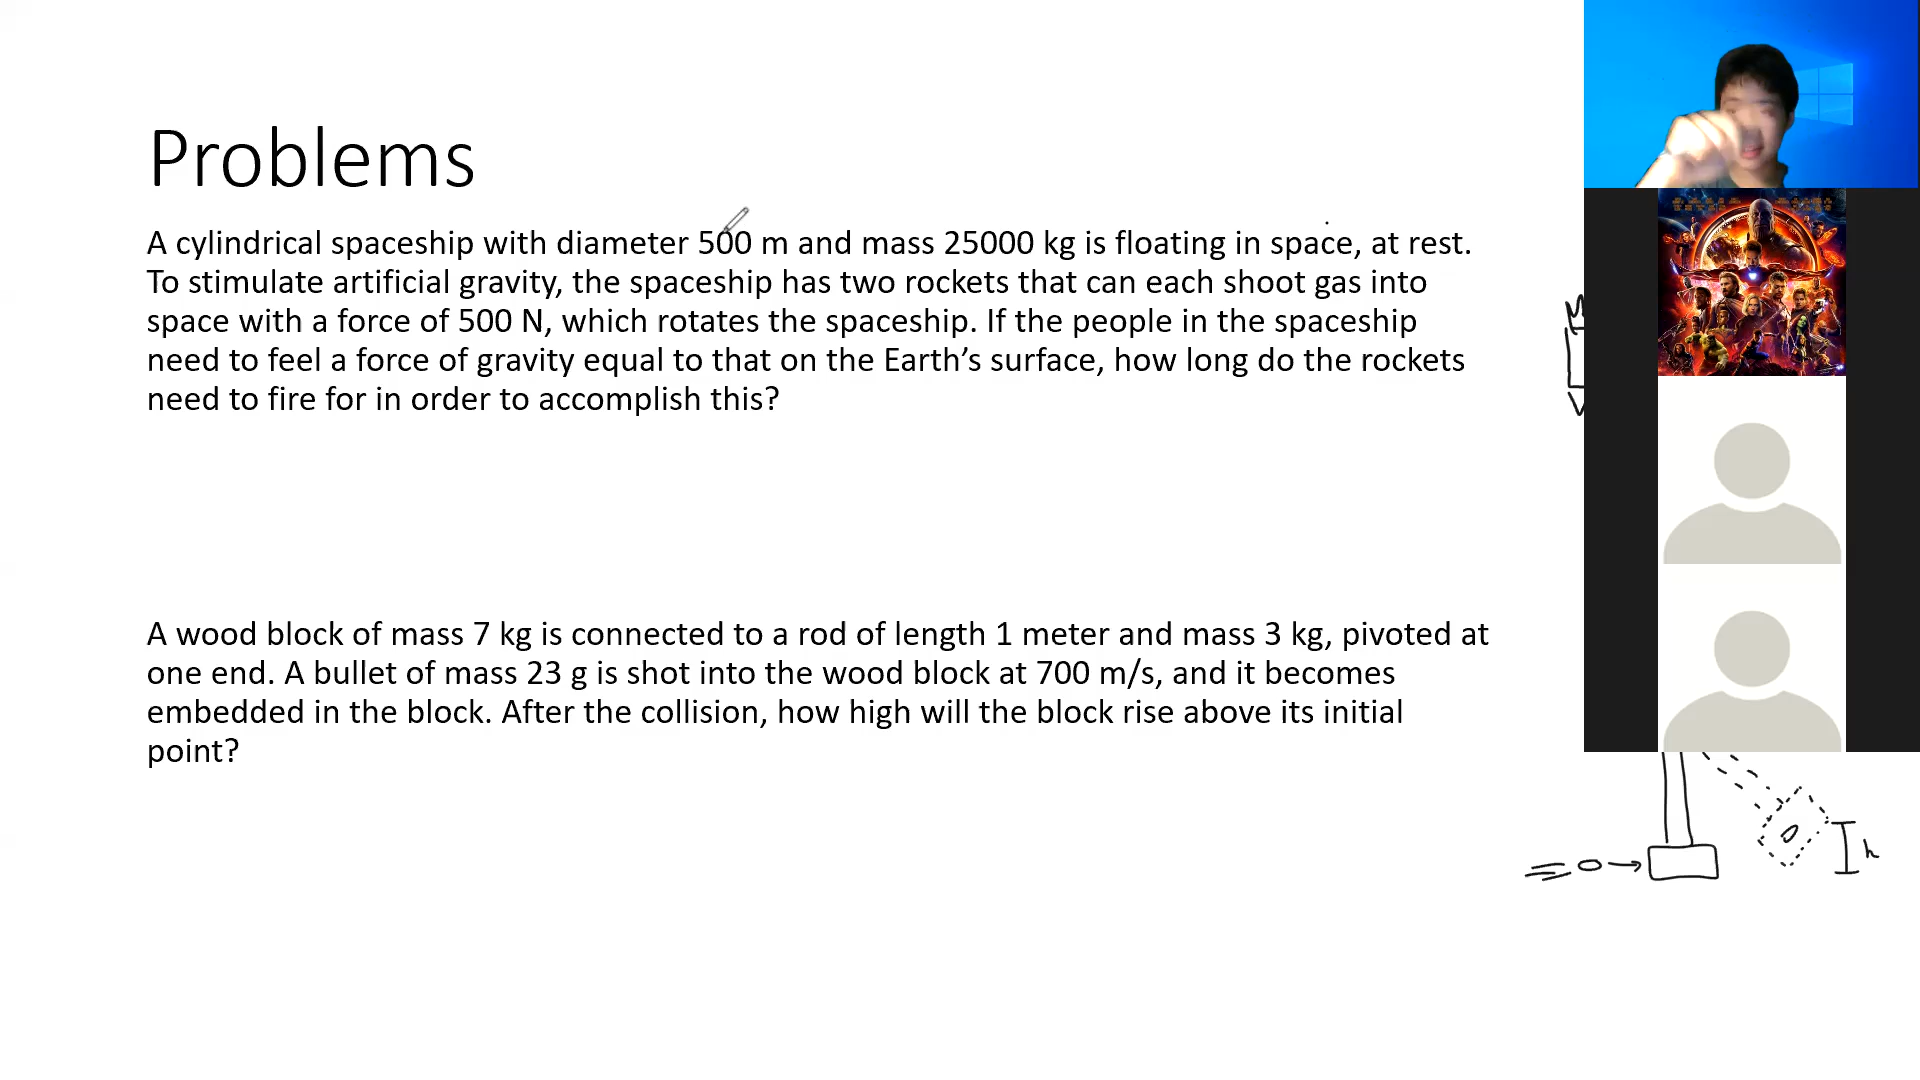 Problems
A cylindrical spaceship with diameter 500 m and mass 25000 kg is floating in space, at rest.
To stimulate artificial gravity, the spaceship has two rockets that can each shoot gas into
space with a force of 500 N, which rotates the spaceship. If the people in the spaceship
need to feel a force of gravity equal to that on the Earth's surface, how long do the rockets
need to fire for in order to accomplish this?
A wood block of mass 7 kg is connected to a rod of length 1 meter and mass 3 kg, pivoted at
one end. A bullet of mass 23 g is shot into the wood block at 700 m/s, and it becomes
embedded in the block. After the collision, how high will the block rise above its initial
point?
h